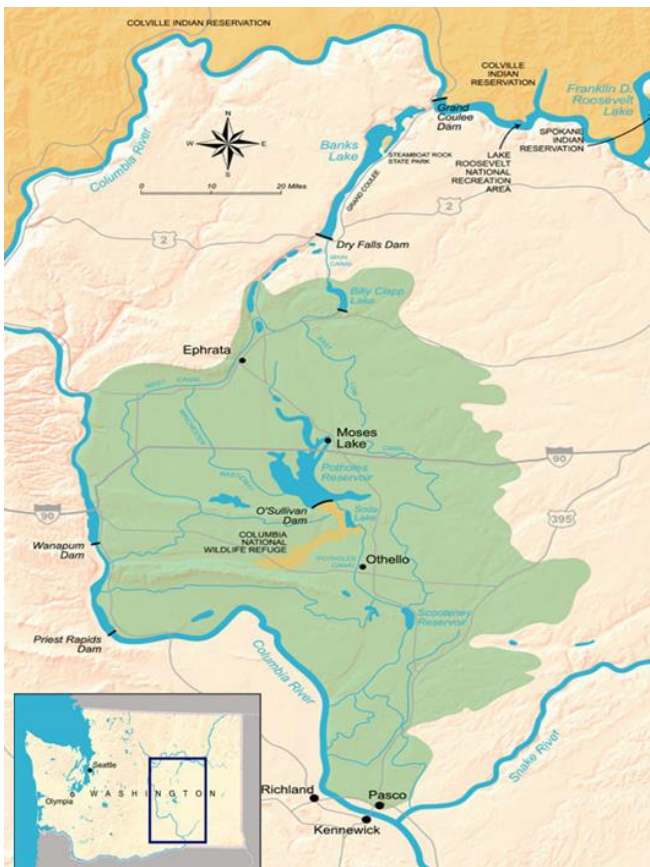 COLVILLE INDIAN RESERVATION
COLVILLE
INDIAN
RESERVATION
Franklin D.
Roosevelt
Lake
Grand
Coulee
Dam
Columbia River
N
W
E
S
0
10
20 Miles
Banks
Lake
STEAMBOAT ROCK
STATE PARK
GRAND COULEE
LAKE
ROOSEVELT
NATIONAL
RECREATION
AREA
SPOKANE
INDIAN
RESERVATION
2
2
Dry Falls Dam
MAIN
CANAL
Billy Clapp
Lake
Ephrata
WEST CANAL
EAST
LOW
CANAL
WINCHESTER
WASTEWAY
Moses
Lake
Potholes
Reservoir
90
90
395
O'Sullivan
Dam
Soda
Lake
COLUMBIA
NATIONAL
WILDLIFE REFUGE
POTHOLES
CANAL
Othello
Wanapum
Dam
Scooteney
Reservoir
Priest Rapids
Dam
Columbia River
Snake River
Richland
Pasco
Kennewick
Seattle
Olympia
WASHINGTON